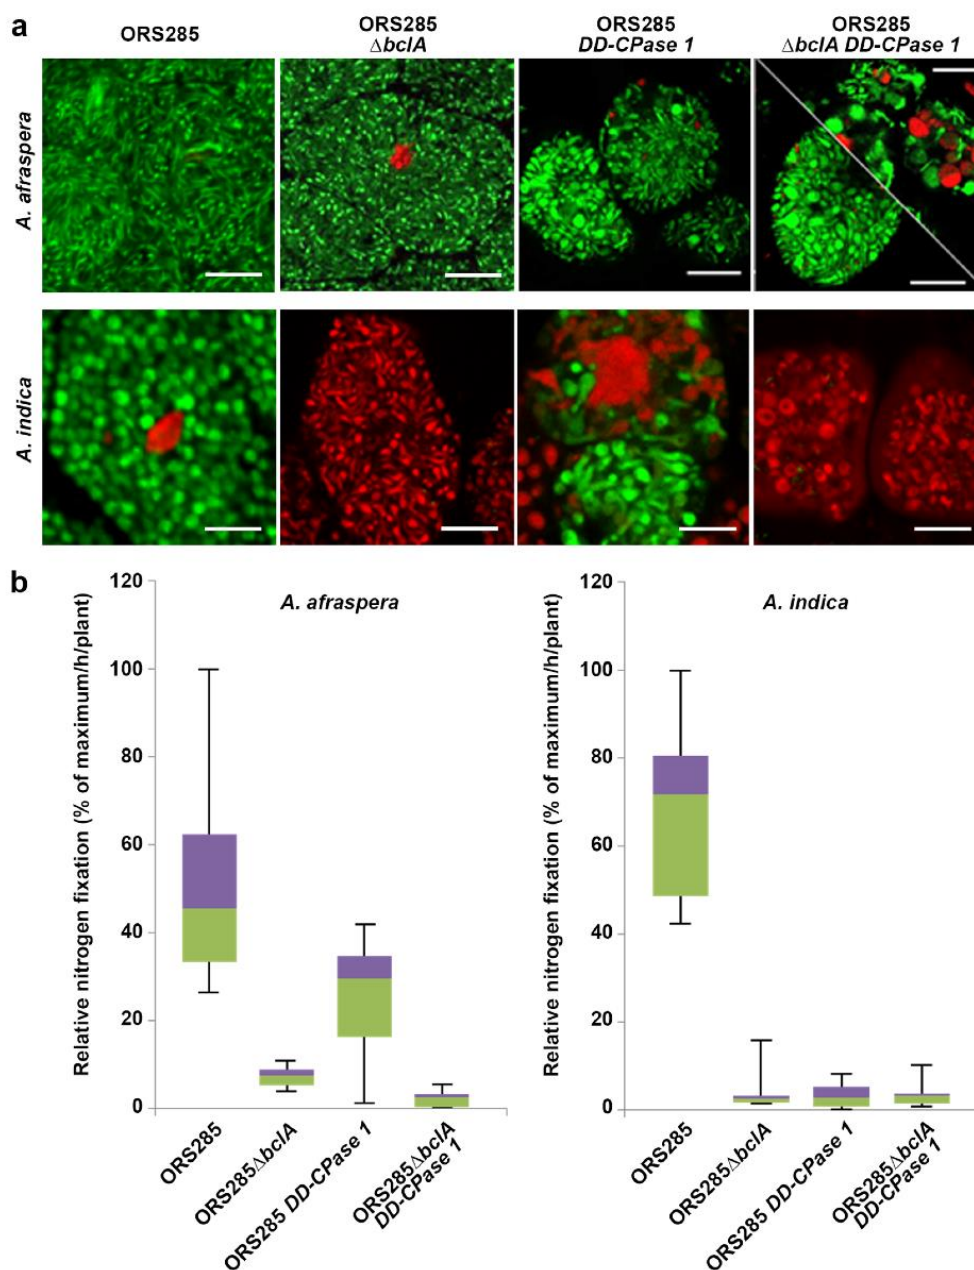 a
ORS285
ORS285
ΔbclA
ORS285
DD-CPase 1
ORS285
ΔbclA DD-CPase 1
A. afraspera
A. indica
b
Relative nitrogen fixation (% of maximum/h/plant)
120
100
80
60
40
20
0
A. afraspera
ORS285
ORS285ΔbclA
ORS285 DD-CPase 1
ORS285ΔbclA
DD-CPase 1
Relative nitrogen fixation (% of maximum/h/plant)
120
100
80
60
40
20
0
A. indica
ORS285
ORS285ΔbclA
ORS285 DD-CPase 1
ORS285ΔbclA
DD-CPase 1